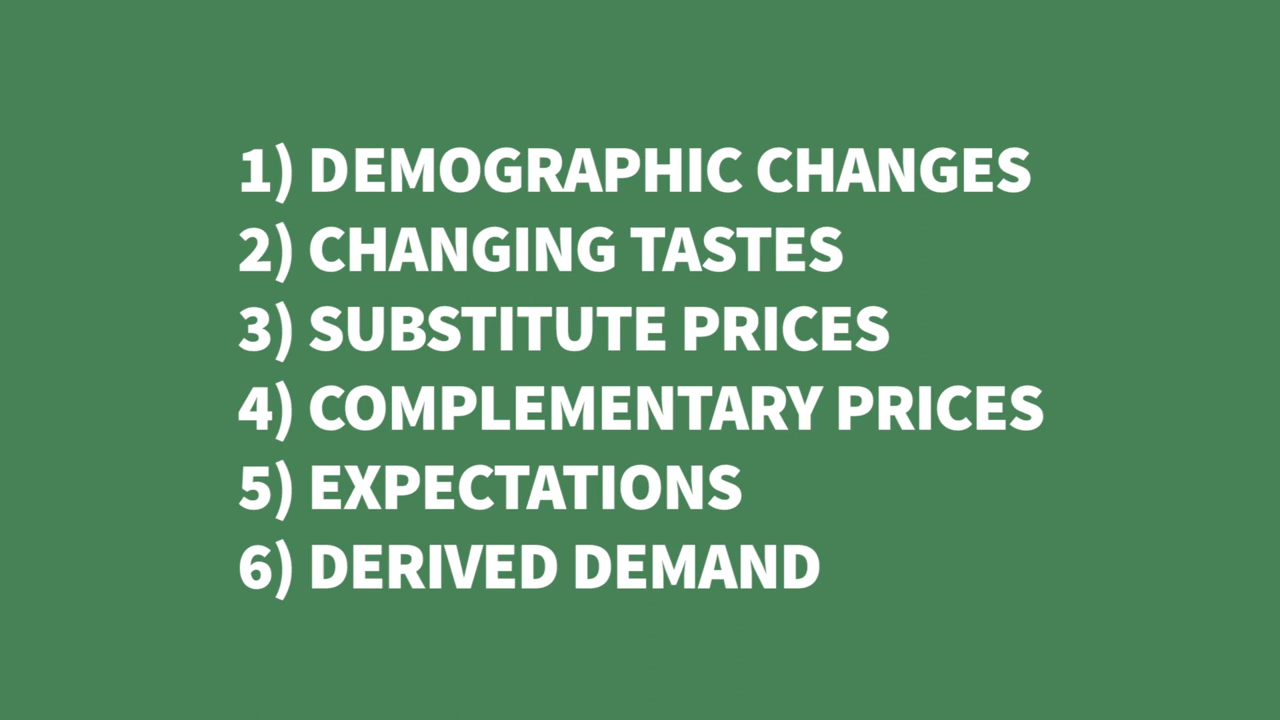 1) DEMOGRAPHIC CHANGES
2) CHANGING TASTES
3) SUBSTITUTE PRICES
4) COMPLEMENTARY PRICES
5) EXPECTATIONS
6) DERIVED DEMAND